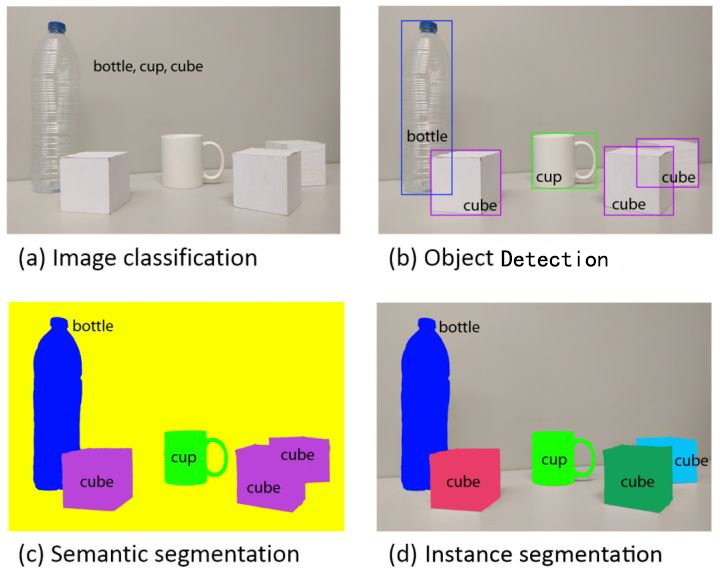 bottle, cup, cube
bottle
cup
cube
cube
cube
(a) Image classification
(b) Object Detection
bottle
cup
cube
cube
cube
bottle
cup
cube
cube
cube
(c) Semantic segmentation
(d) Instance segmentation